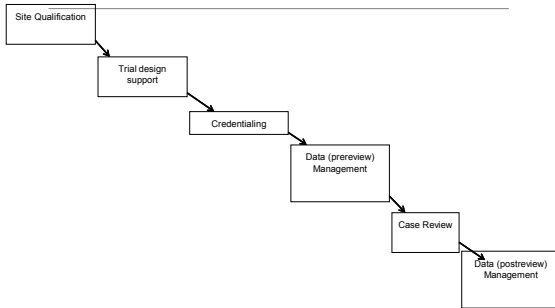 Site Qualification
Trial design
support
Credentialing
Data (prereview)
Management
Case Review
Data (postreview)
Management